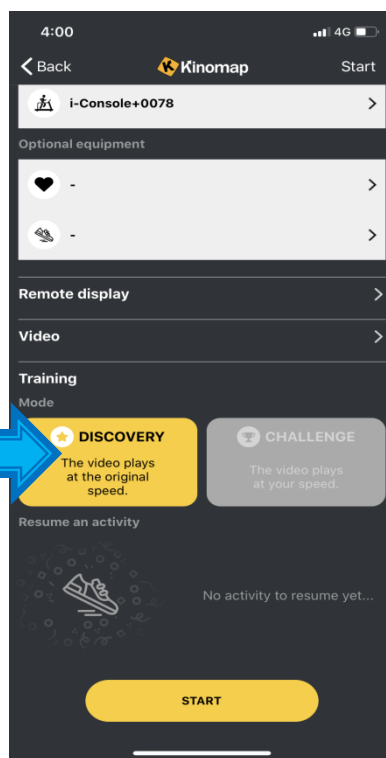 4:00 4G
Back Kinomap Start
i-Console+0078
Optional equipment
-
-
Remote display
Video
Training
Mode
DISCOVERY
The video plays
at the original
speed.
CHALLENGE
The video plays
at your speed.
Resume an activity
No activity to resume yet...
START